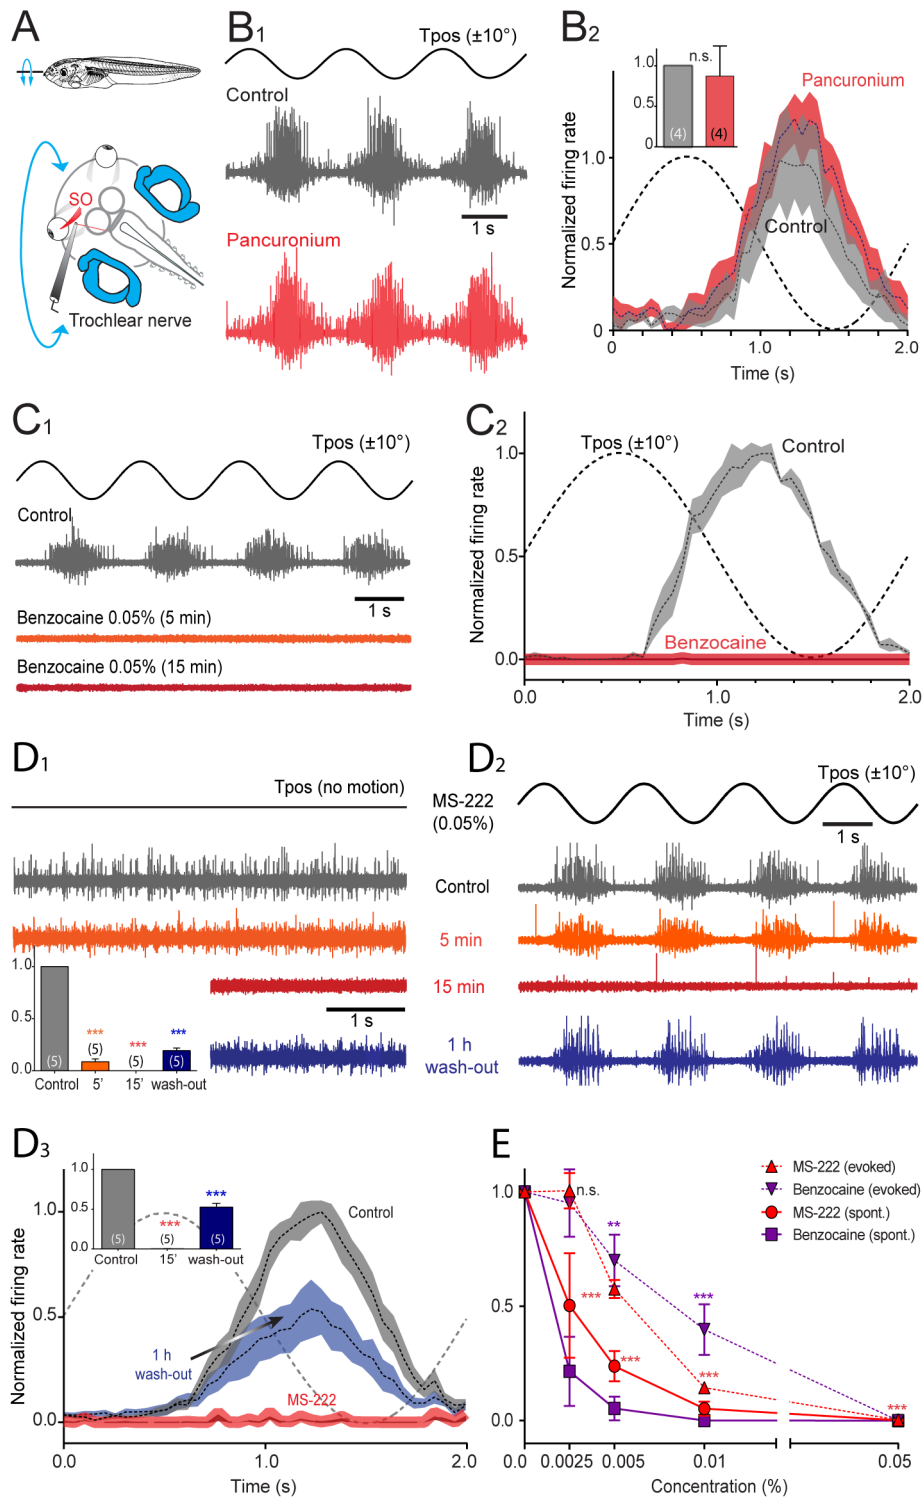 A
SO
Trochlear nerve
B1
Tpos (±10°)
Control
1 s
Pancuronium
B2
n.s.
1.0
0.5
0
(4)
(4)
Pancuronium
Control
Normalized firing rate
1.0
0.5
0
0
1.0
2.0
Time (s)
C1
Tpos (±10°)
Control
1 s
Benzocaine 0.05% (5 min)
Benzocaine 0.05% (15 min)
C2
Tpos (±10°)
Control
Benzocaine
Normalized firing rate
1.0
0.5
0.0
0.0
1.0
2.0
Time (s)
D1
Tpos (no motion)
1 s
1.0
0.5
0.0
*** *** ***
(5) (5) (5) (5)
Control 5' 15' wash-out
D2
Tpos (±10°)
MS-222
(0.05%)
1 s
Control
5 min
15 min
1 h
wash-out
D3
1.0
0.5
0.0
*** ***
(5) (5) (5)
Control 15' wash-out
Control
1 h
wash-out
MS-222
Normalized firing rate
1.0
0.5
0.0
0.0
1.0
2.0
Time (s)
E
MS-222 (evoked)
Benzocaine (evoked)
MS-222 (spont.)
Benzocaine (spont.)
n.s.
**
***
***
***
***
***
1.0
0.5
0.0
0.0
0.0025
0.005
0.01
0.05
Concentration (%)